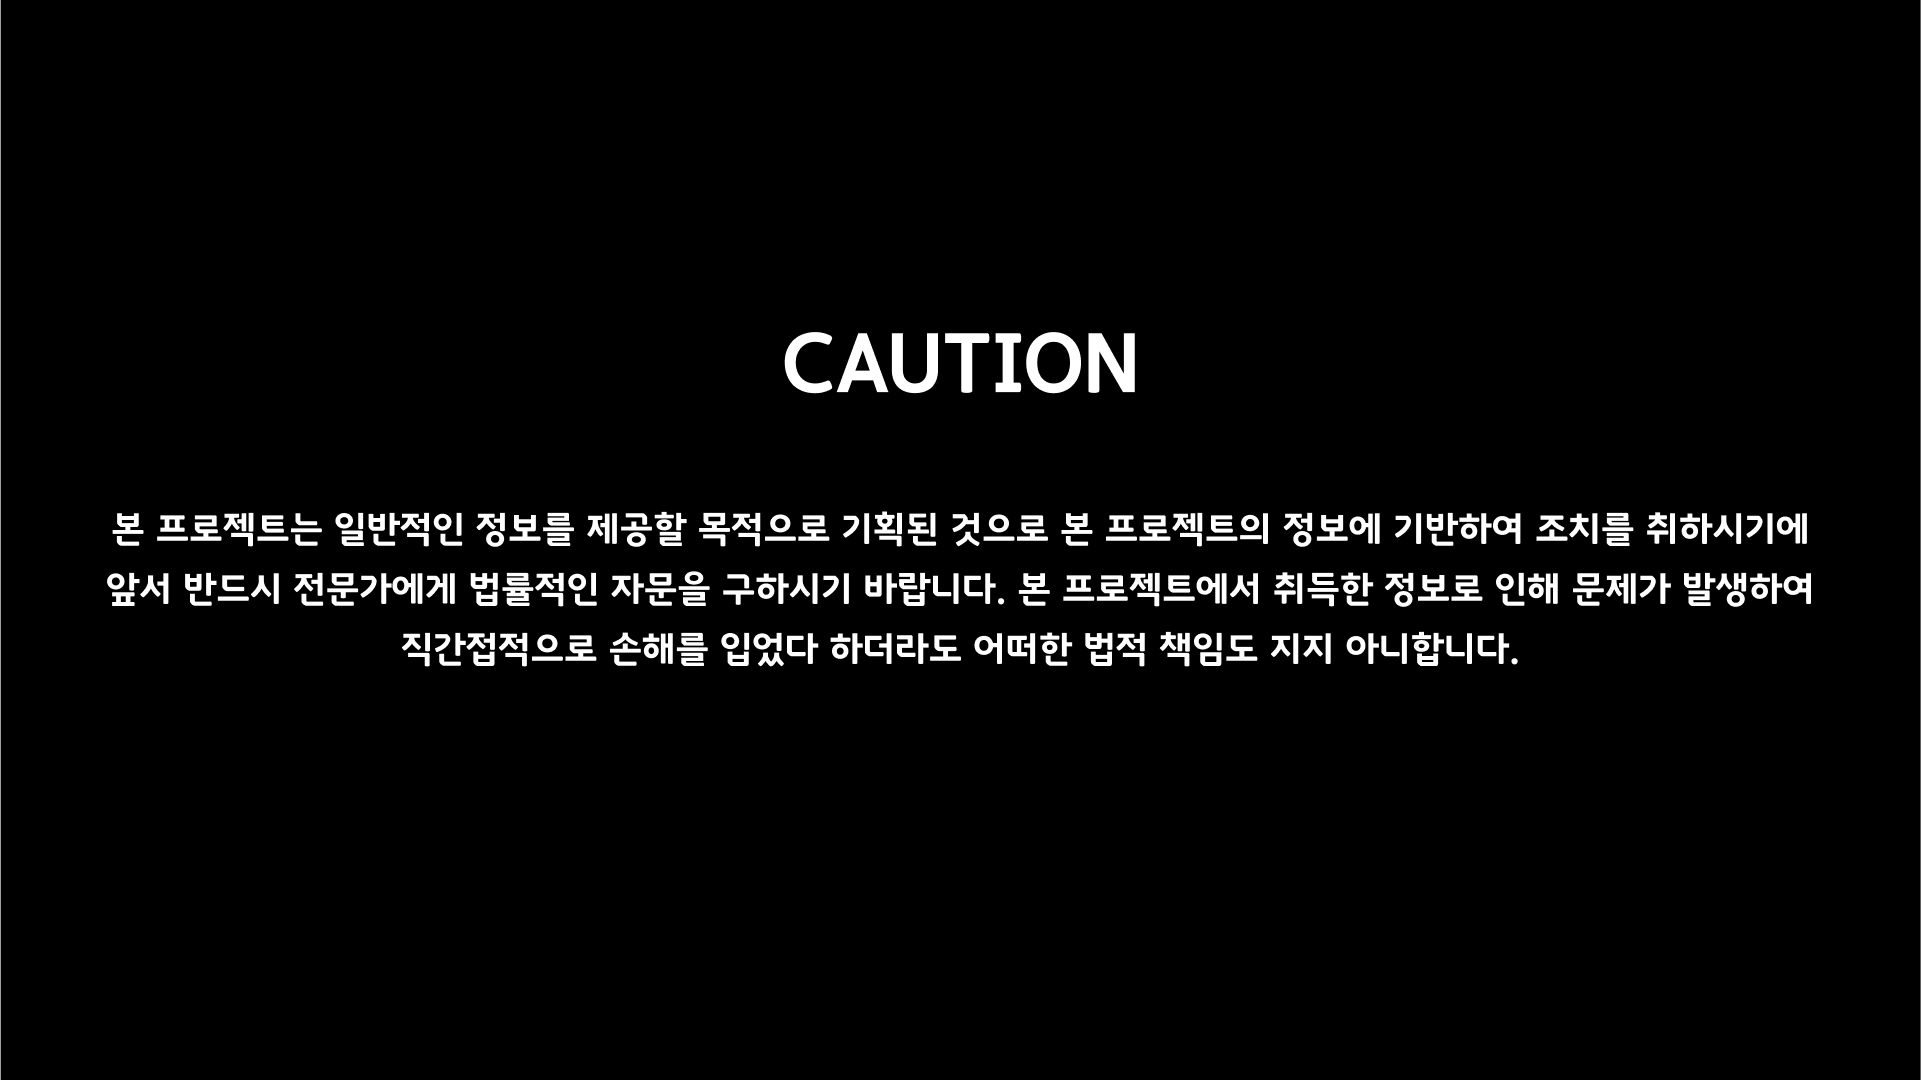 CAUTION
본 프로젝트는 일반적인 정보를 제공할 목적으로 기획된 것으로 본 프로젝트의 정보에 기반하여 조치를 취하시기에
앞서 반드시 전문가에게 법률적인 자문을 구하시기 바랍니다. 본 프로젝트에서 취득한 정보로 인해 문제가 발생하여
직간접적으로 손해를 입었다 하더라도 어떠한 법적 책임도 지지 아니합니다.